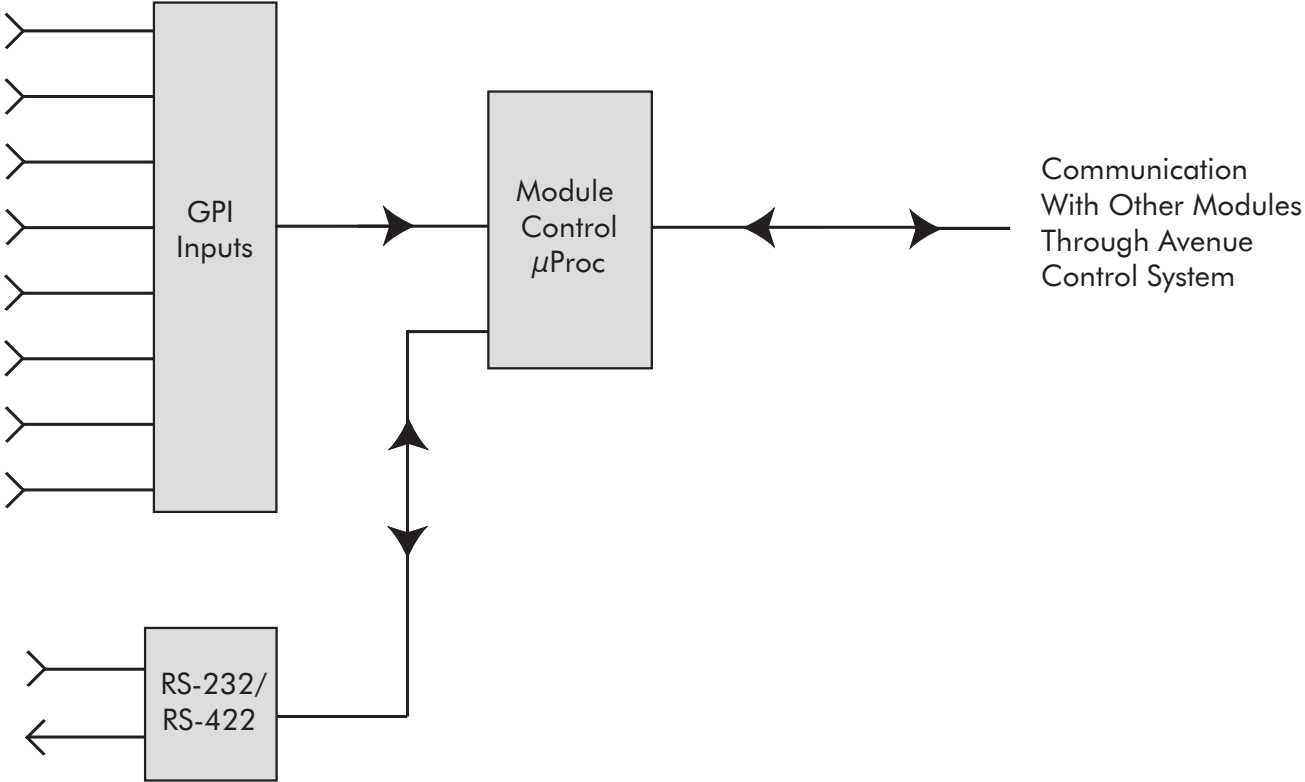 GPI
Inputs
Module
Control
µProc
Communication
With Other Modules
Through Avenue
Control System
RS-232/
RS-422